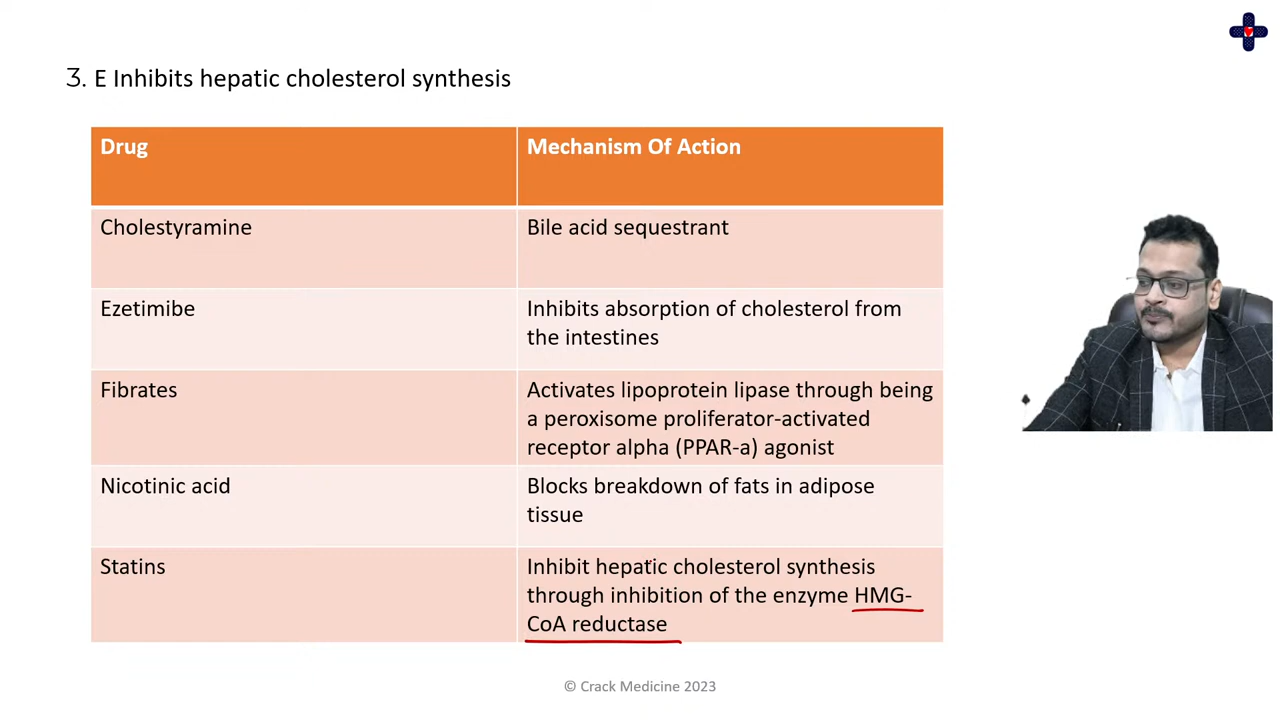 3. E Inhibits hepatic cholesterol synthesis
Drug
Mechanism Of Action
Cholestyramine
Bile acid sequestrant
Ezetimibe
Inhibits absorption of cholesterol from
the intestines
Fibrates
Activates lipoprotein lipase through being
a peroxisome proliferator-activated
receptor alpha (PPAR-a) agonist
Nicotinic acid
Blocks breakdown of fats in adipose
tissue
Statins
Inhibit hepatic cholesterol synthesis
through inhibition of the enzyme HMG-
CoA reductase
© Crack Medicine 2023